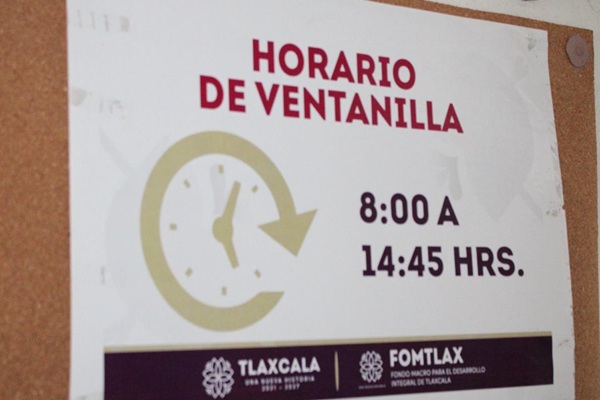 HORARIO
DE VENTANILLA
8:00 A
14:45 HRS.
TLAXCALA
UNA NUEVA HISTORIA
2021 - 2027
FOMTLAX
FONDO MACRO PARA EL DESARROLLO
INTEGRAL DE TLAXCALA